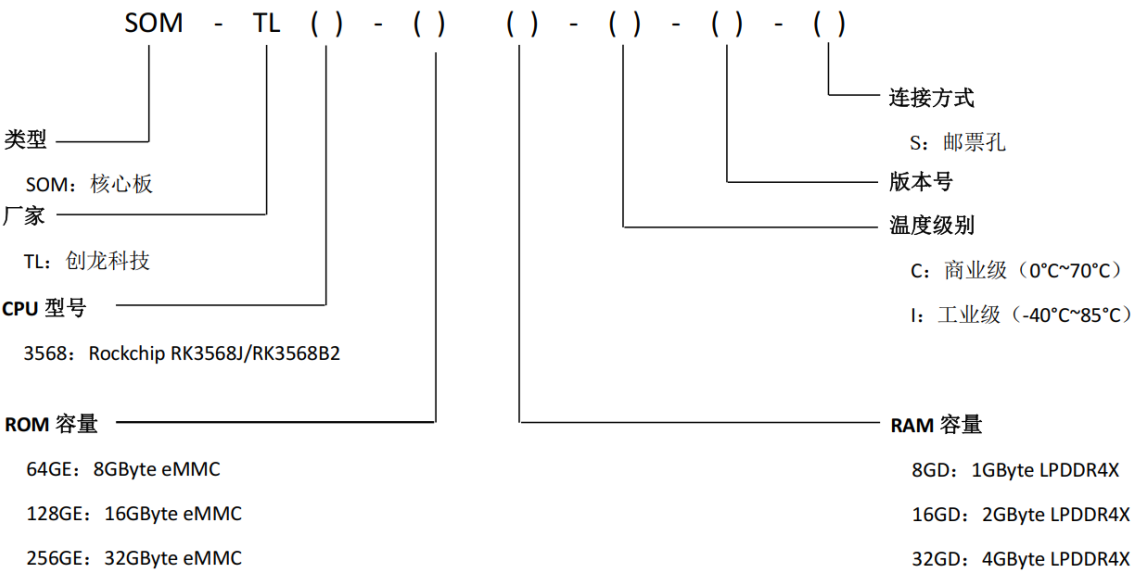 SOM - TL ( ) - ( ) ( ) - ( ) - ( ) - ( )
类型
SOM：核心板
厂家
TL：创龙科技
CPU 型号
3568：Rockchip RK3568J/RK3568B2
ROM 容量
64GE：8GByte eMMC
128GE：16GByte eMMC
256GE：32GByte eMMC
连接方式
S：邮票孔
版本号
温度级别
C：商业级（0°C~70°C）
I：工业级（-40°C~85°C）
RAM 容量
8GD：1GByte LPDDR4X
16GD：2GByte LPDDR4X
32GD：4GByte LPDDR4X